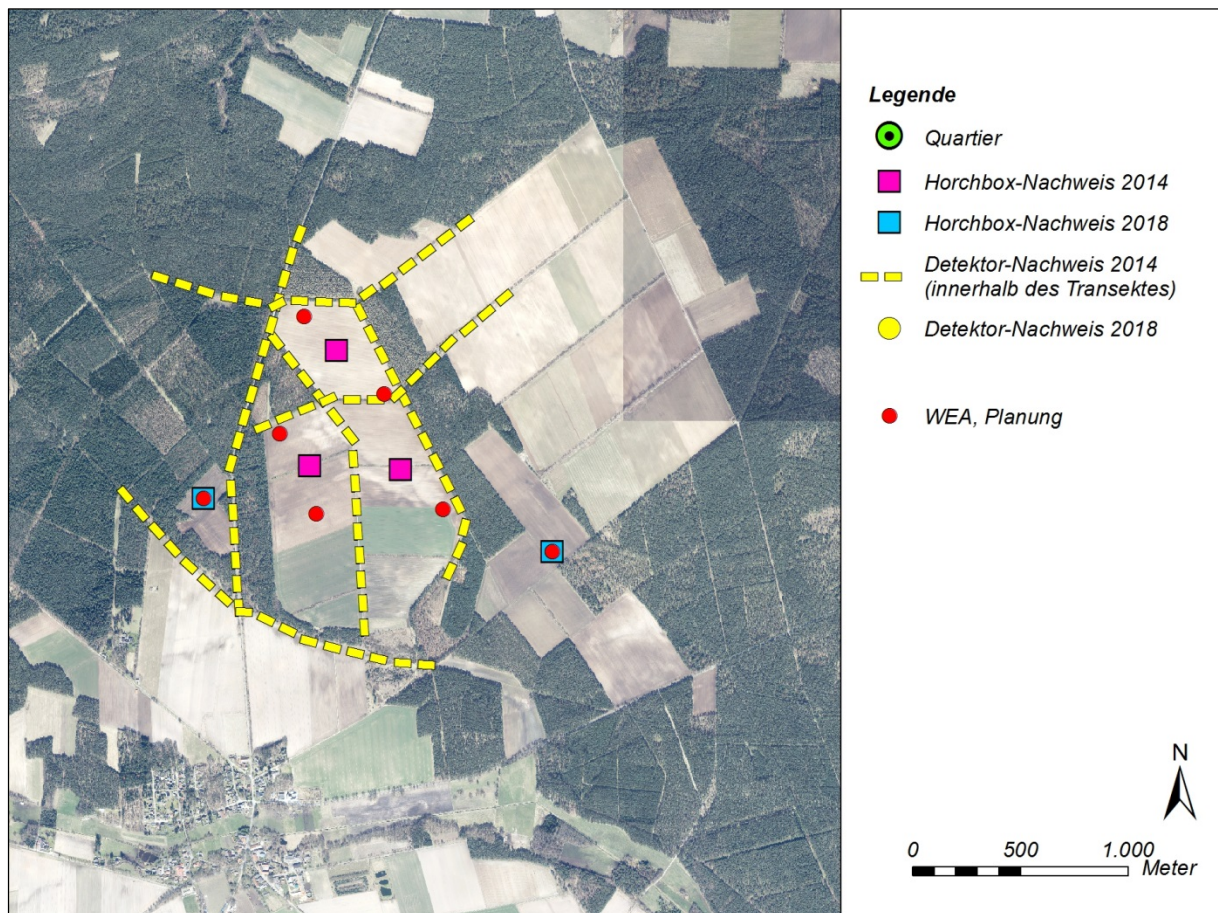 Legende
Quartier
Horchbox-Nachweis 2014
Horchbox-Nachweis 2018
Detektor-Nachweis 2014
(innerhalb des Transektes)
Detektor-Nachweis 2018
WEA, Planung
N
0 500 1.000
Meter